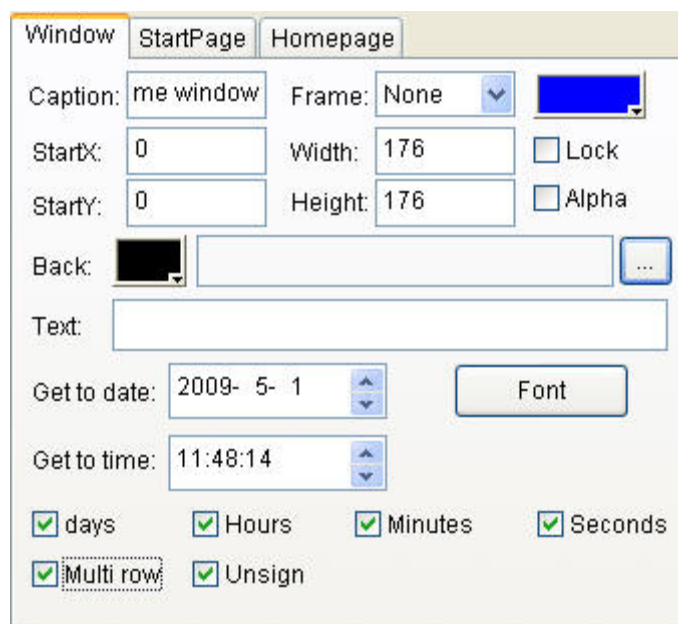 Window StartPage Homepage
Caption: me window Frame: None
StartX: 0 Width: 176 Lock
StartY: 0 Height: 176 Alpha
Back: ...
Text:
Get to date: 2009- 5- 1 Font
Get to time: 11:48:14
days Hours Minutes Seconds
Multi row Unsign